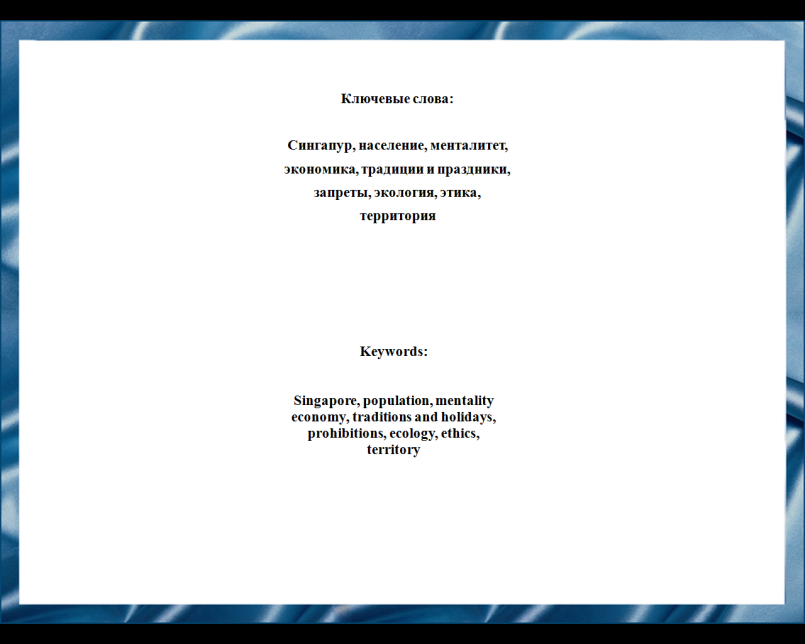 Ключевые слова:
Сингапур, население, менталитет,
экономика, традиции и праздники,
запреты, экология, этика,
территория
Keywords:
Singapore, population, mentality
economy, traditions and holidays,
prohibitions, ecology, ethics,
territory